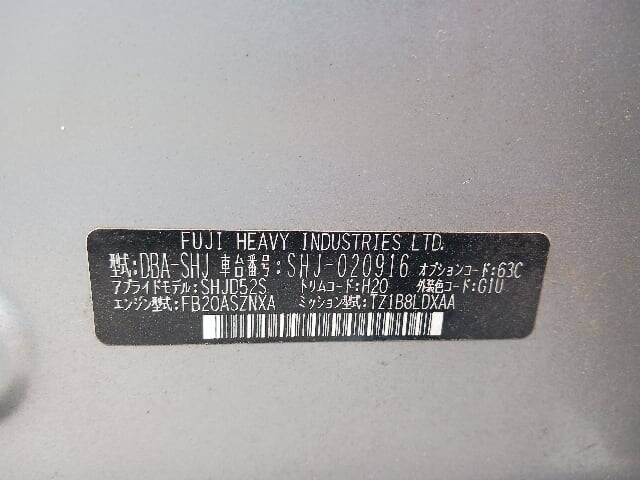 FUJI HEAVY INDUSTRIES LTD.
型式:DBA-SHJ 車台番号:SHJ-020916 オプションコード:63C
アプライドモデル:SHJD52S トリムコード:H20 外装色コード:G1U
エンジン型式:FB20ASZNXA ミッション型式:TZ1B8LDXAA